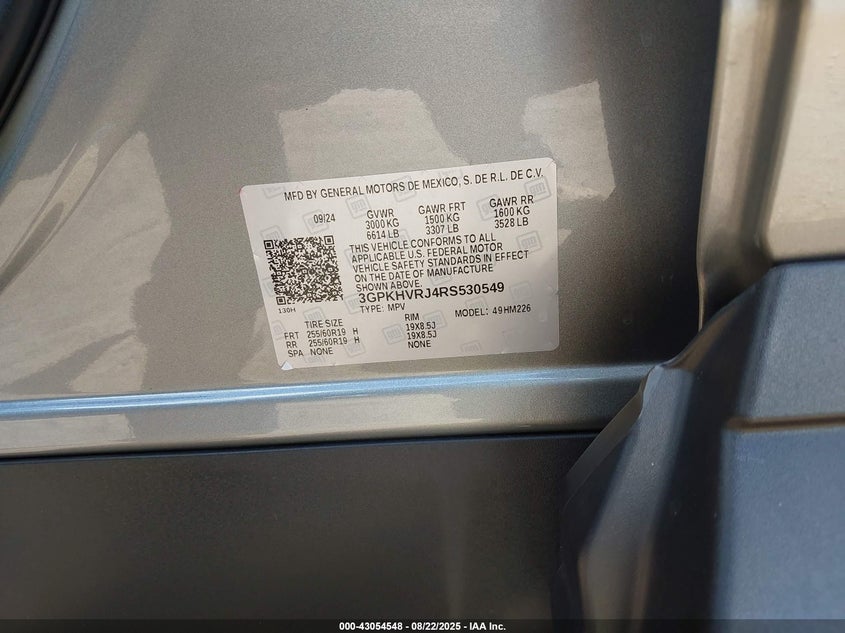 MFD BY GENERAL MOTORS DE MEXICO, S. DE R.L. DE C.V.
09/24 GVWR GAWR FRT GAWR RR
3000 KG 1500 KG 1600 KG
6614 LB 3307 LB 3528 LB
THIS VEHICLE CONFORMS TO ALL
APPLICABLE U.S. FEDERAL MOTOR
VEHICLE SAFETY STANDARDS IN EFFECT
ON THE DATE OF MANUFACTURE
SHOWN ABOVE.
3GPKHVRJ4RS530549
130H
TYPE: MPV MODEL: 49HM226
TIRE SIZE RIM
FRT 255/60R19 H 19X8.5J
RR 255/60R19 H 19X8.5J
SPA NONE NONE
000-43054548 - 08/22/2025 - IAA Inc.